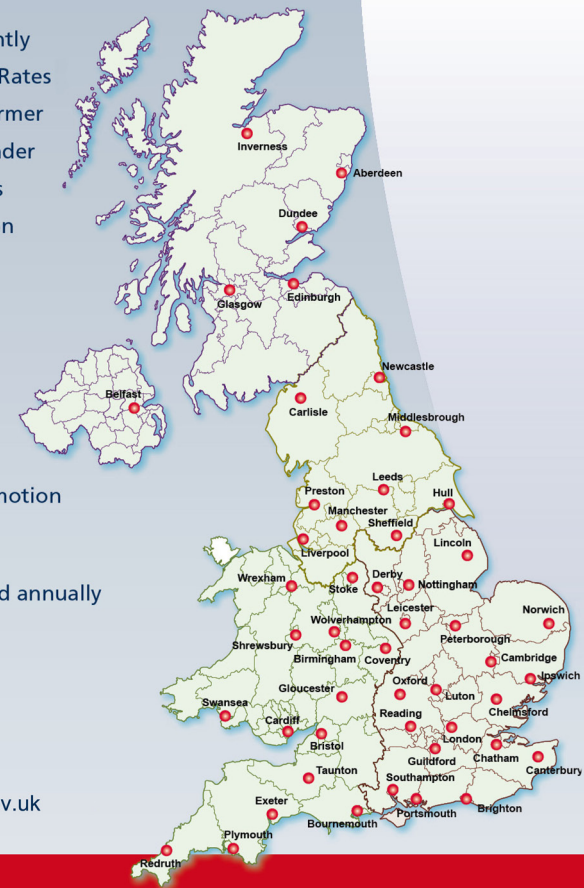 ntly
Rates
rmer
der
s
n
notion
d annually
v.uk
Inverness
Aberdeen
Dundee
Edinburgh
Glasgow
Newcastle
Belfast
Carlisle
Middlesbrough
Leeds
Preston
Hull
Manchester
Sheffield
Liverpool
Lincoln
Wrexham
Stoke
Derby
Nottingham
Leicester
Norwich
Wolverhampton
Peterborough
Shrewsbury
Birmingham
Coventry
Cambridge
Ipswich
Oxford
Gloucester
Luton
Chelmsford
Swansea
Reading
Cardiff
London
Bristol
Guildford
Chatham
Canterbury
Taunton
Southampton
Exeter
Portsmouth
Brighton
Bournemouth
Plymouth
Redruth